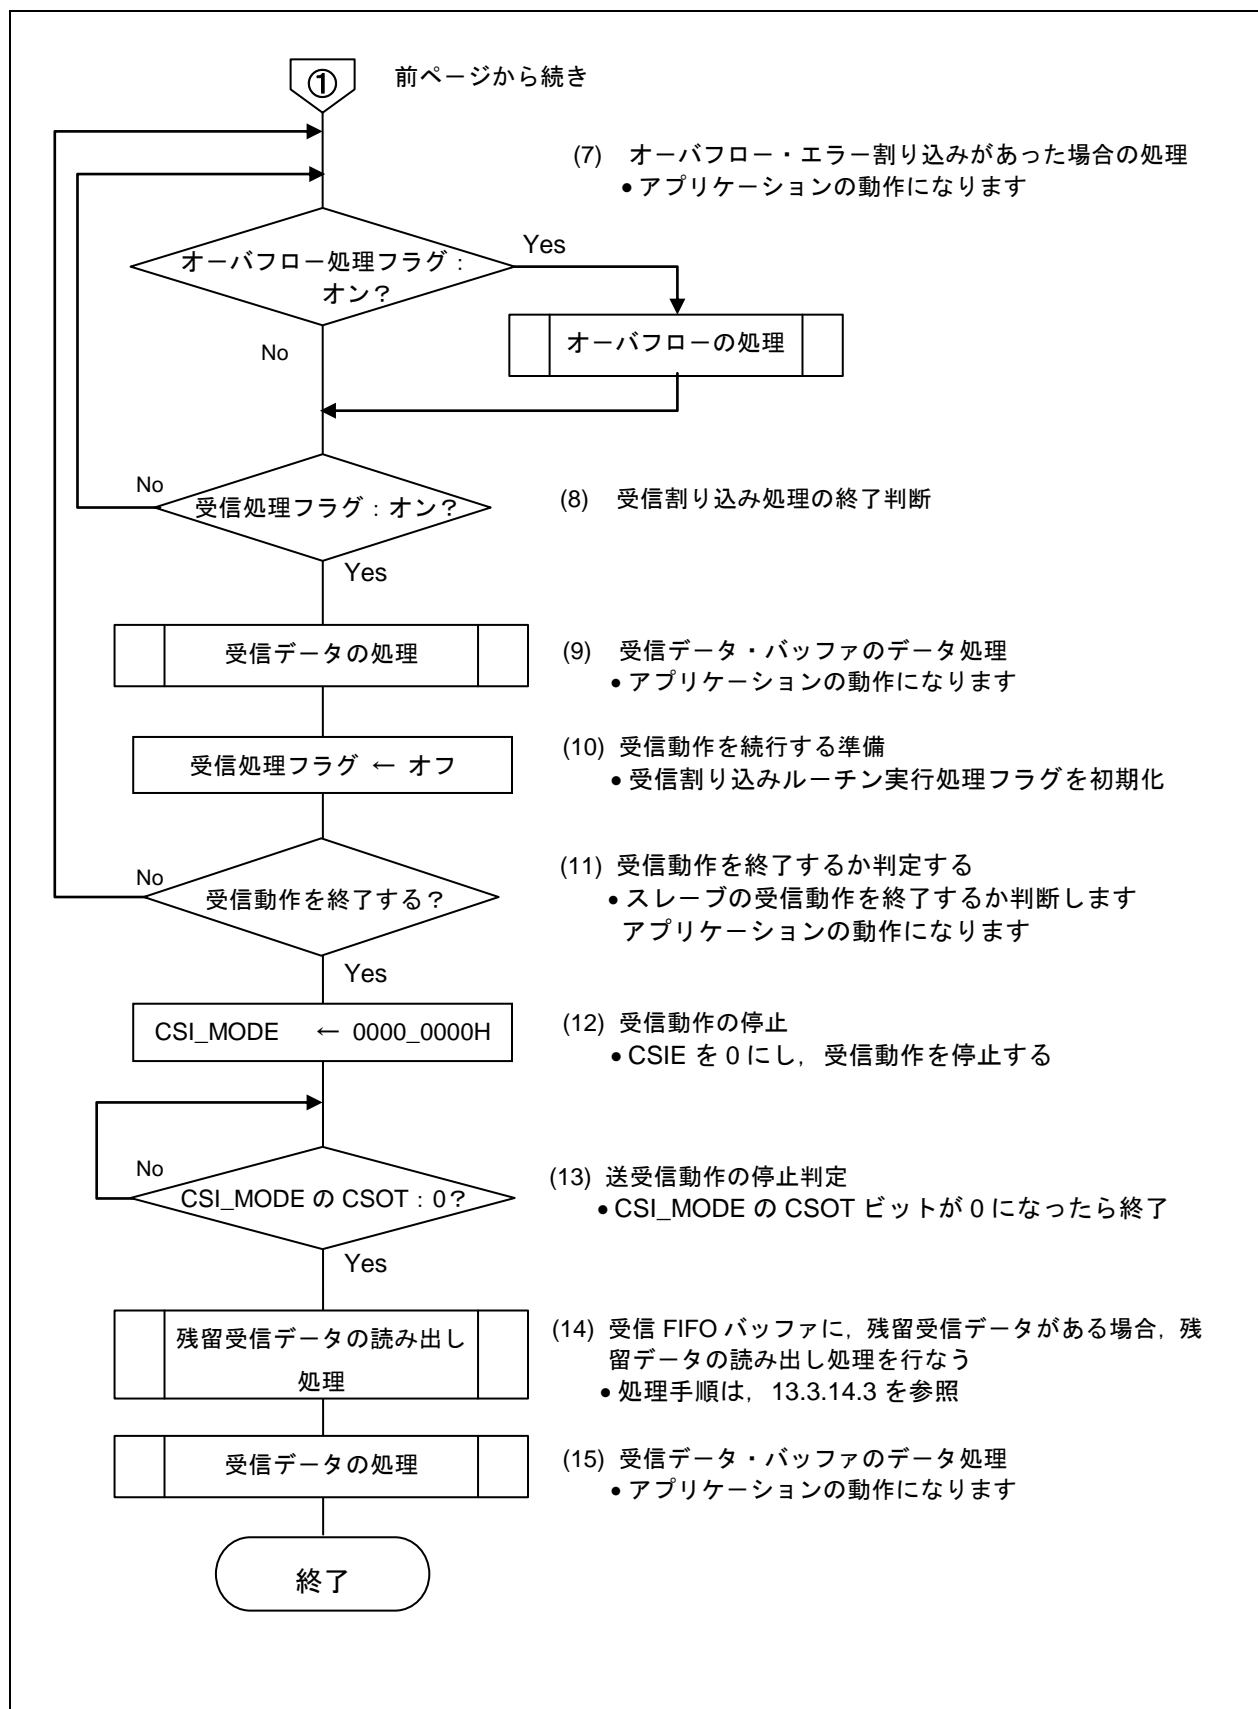 ① 前ページから続き
(7) オーバフロー・エラー割り込みがあった場合の処理
• アプリケーションの動作になります
オーバフロー処理フラグ:
オン?
Yes
No
オーバフローの処理
受信処理フラグ:オン?
No
Yes
(8) 受信割り込み処理の終了判断
受信データの処理
(9) 受信データ・バッファのデータ処理
• アプリケーションの動作になります
受信処理フラグ ← オフ
(10) 受信動作を続行する準備
• 受信割り込みルーチン実行処理フラグを初期化
受信動作を終了する?
No
Yes
(11) 受信動作を終了するか判定する
• スレーブの受信動作を終了するか判断します
アプリケーションの動作になります
CSI_MODE ← 0000_0000H
(12) 受信動作の停止
• CSIE を 0 にし,受信動作を停止する
CSI_MODE の CSOT:0?
No
Yes
(13) 送受信動作の停止判定
• CSI_MODE の CSOT ビットが 0 になったら終了
残留受信データの読み出し
処理
(14) 受信 FIFO バッファに,残留受信データがある場合,残
留データの読み出し処理を行なう
• 処理手順は,13.3.14.3 を参照
受信データの処理
(15) 受信データ・バッファのデータ処理
• アプリケーションの動作になります
終了